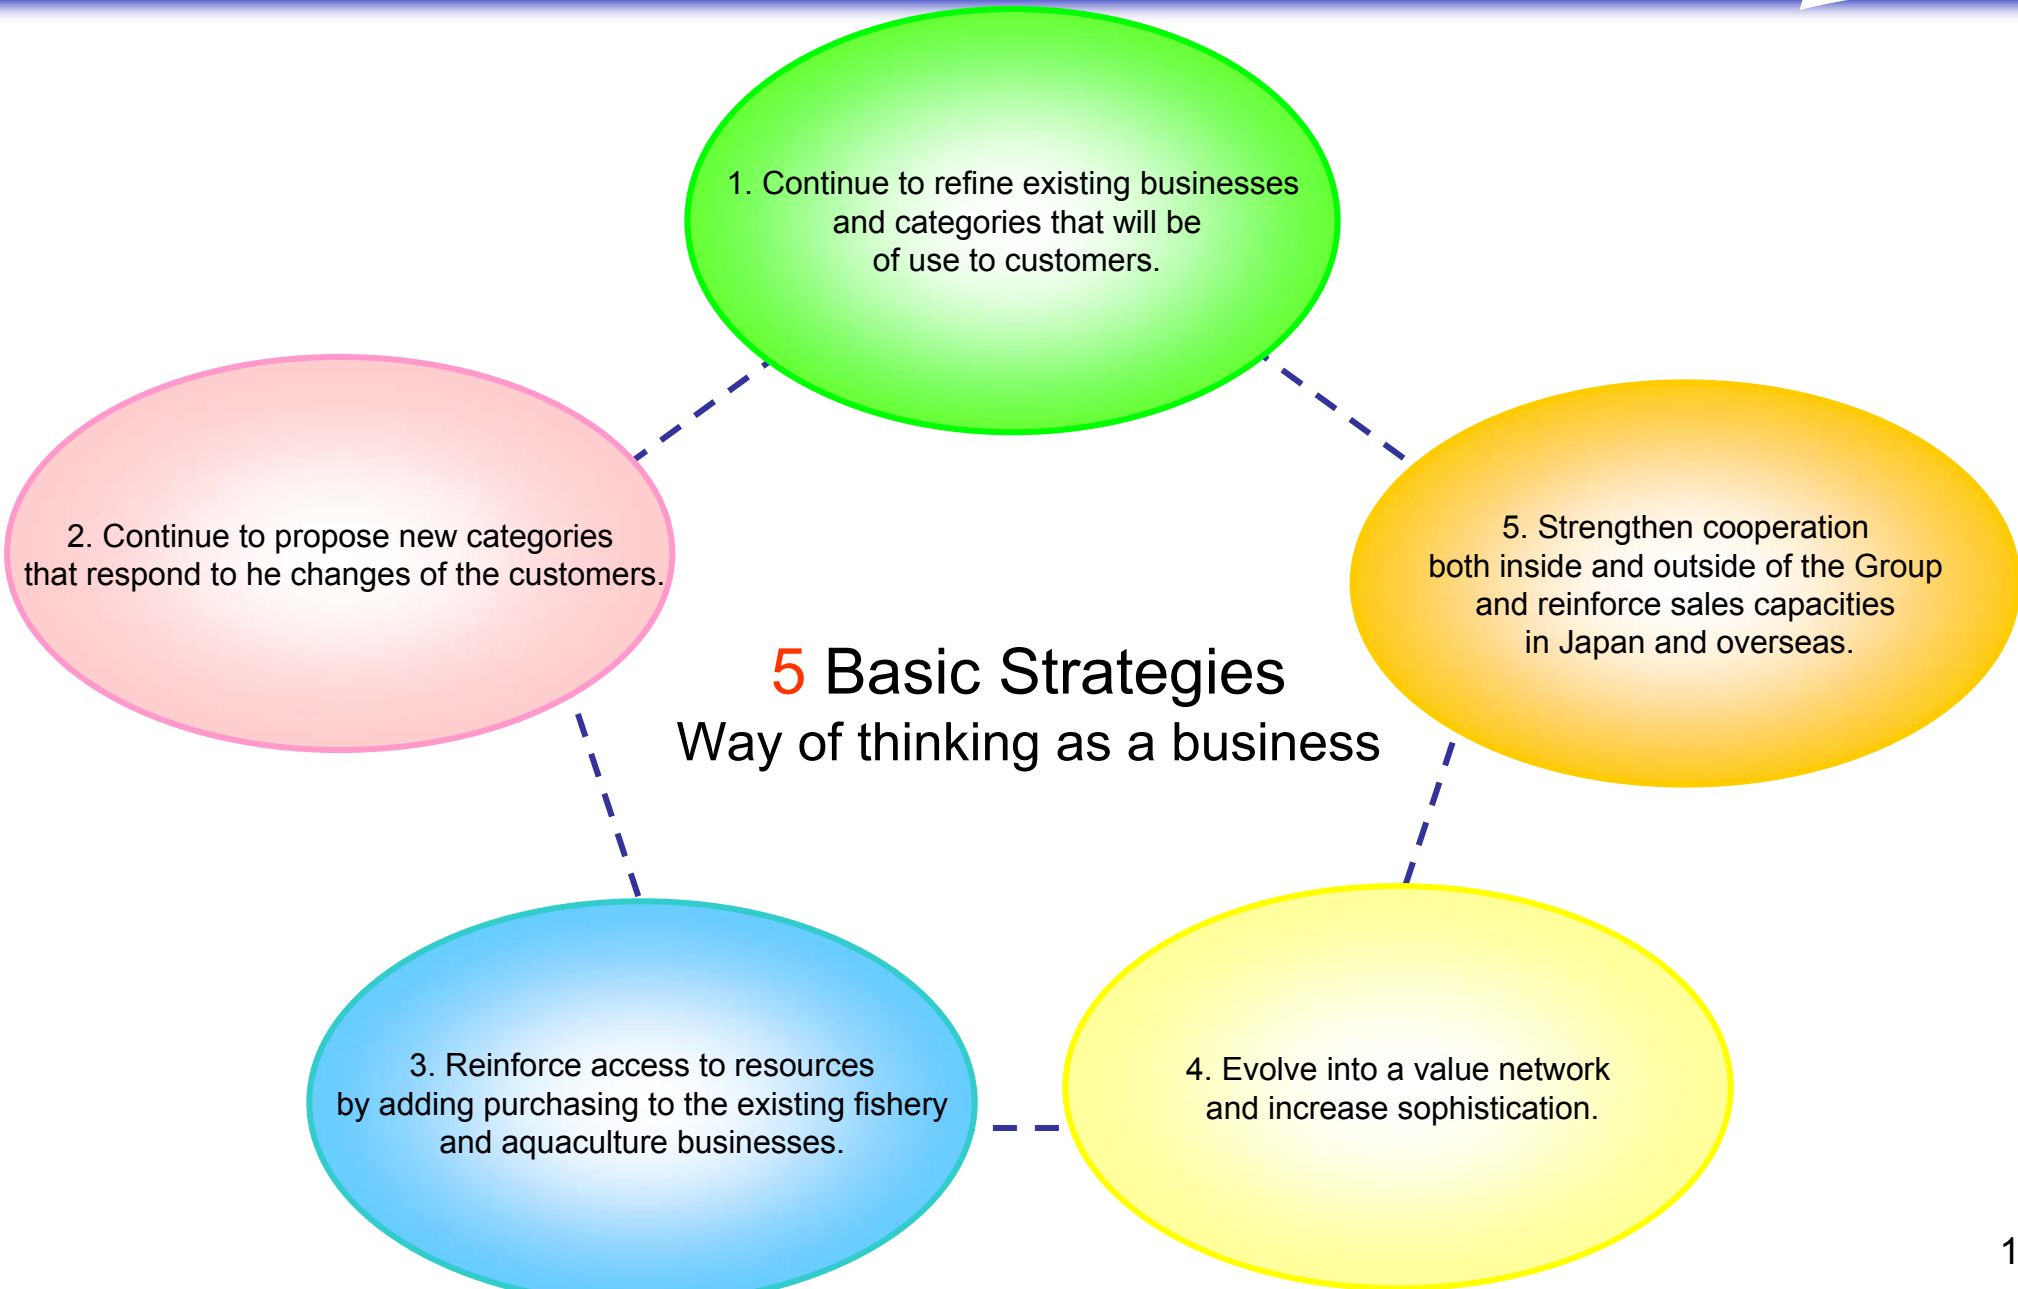 1. Continue to refine existing businesses
and categories that will be
of use to customers.
2. Continue to propose new categories
that respond to he changes of the customers.
5. Strengthen cooperation
both inside and outside of the Group
and reinforce sales capacities
in Japan and overseas.
5 Basic Strategies
Way of thinking as a business
3. Reinforce access to resources
by adding purchasing to the existing fishery
and aquaculture businesses.
4. Evolve into a value network
and increase sophistication.
1